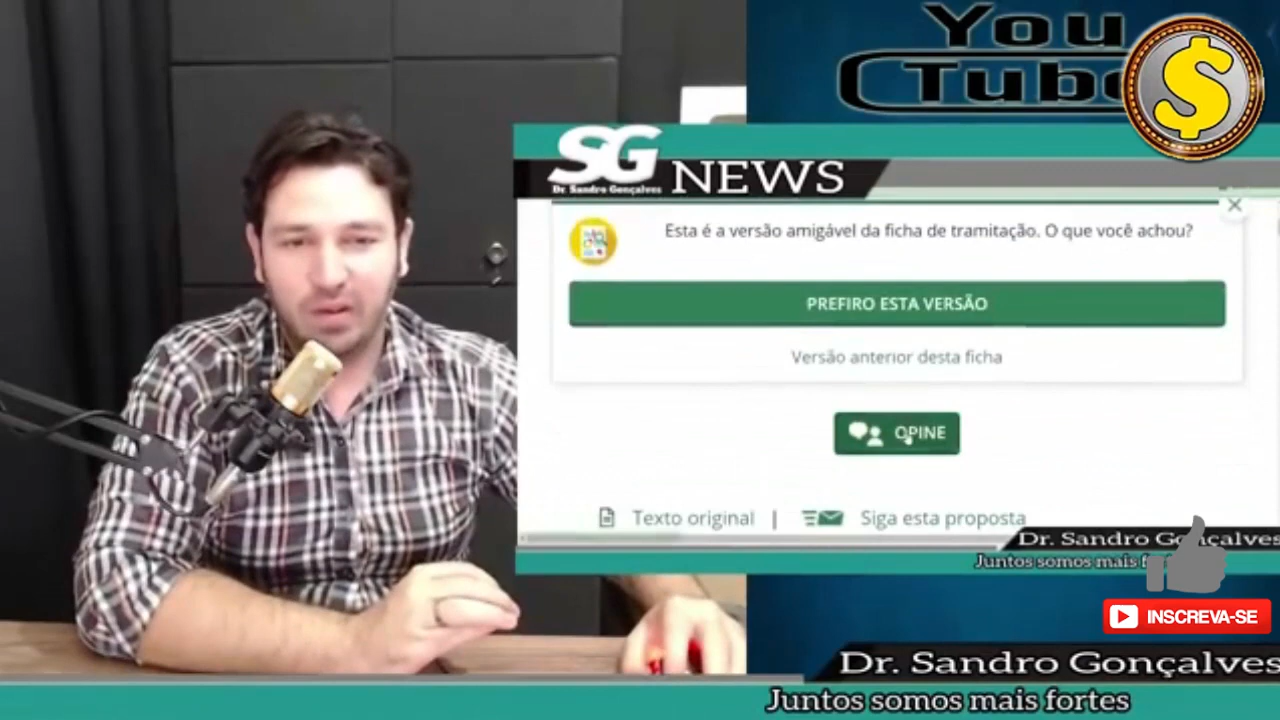 You
Tube
$
SG
Dr. Sandro Gonçalves
NEWS
Esta é a versão amigável da ficha de tramitação. O que você achou?
PREFIRO ESTA VERSÃO
Versão anterior desta ficha
OPINE
Texto original | Siga esta proposta
Dr. Sandro Gonçalves
Juntos somos mais
INSCREVA-SE
Dr. Sandro Gonçalves
Juntos somos mais fortes